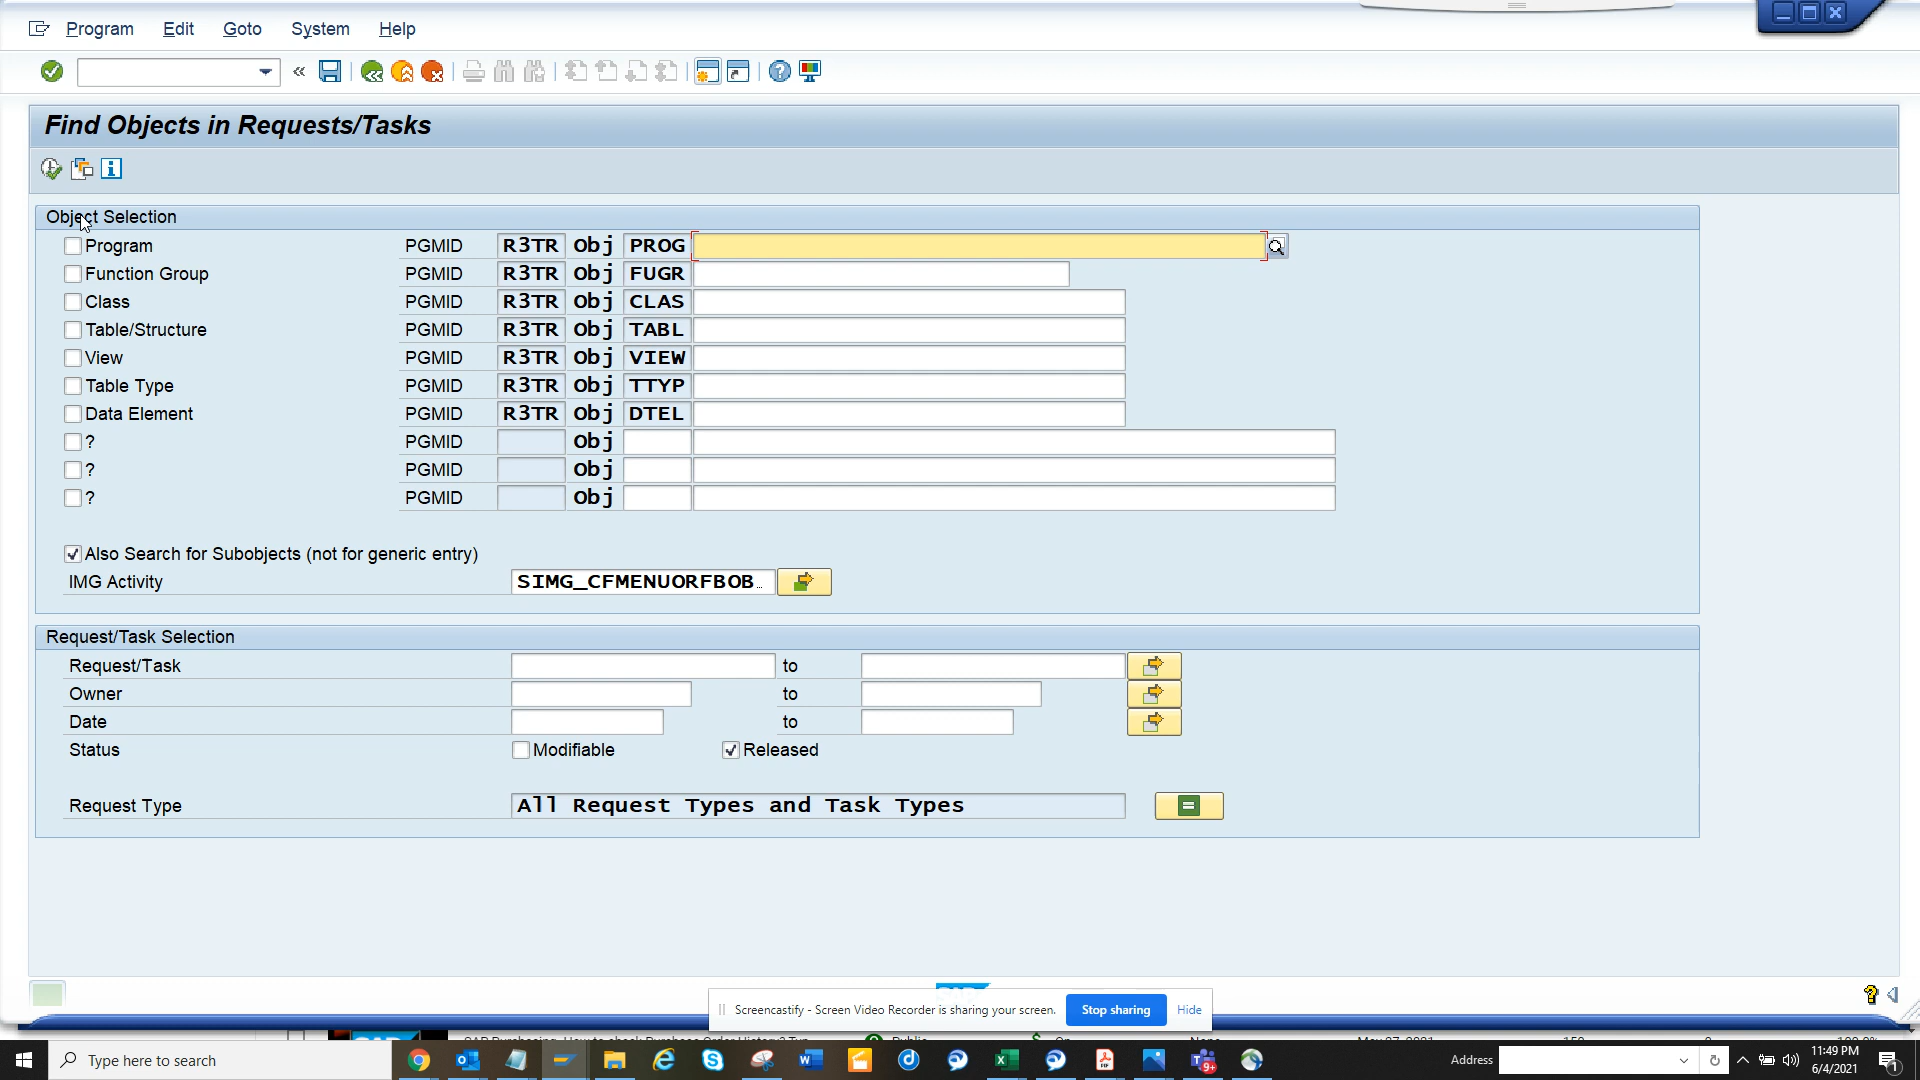 Program Edit Goto System Help
Find Objects in Requests/Tasks
Object Selection
Program PGMID R3TR Obj PROG
Function Group PGMID R3TR Obj FUGR
Class PGMID R3TR Obj CLAS
Table/Structure PGMID R3TR Obj TABL
View PGMID R3TR Obj VIEW
Table Type PGMID R3TR Obj TTYP
Data Element PGMID R3TR Obj DTEL
? PGMID Obj
? PGMID Obj
? PGMID Obj
Also Search for Subobjects (not for generic entry)
IMG Activity SIMG_CFMENUORFBOB…
Request/Task Selection
Request/Task to
Owner to
Date to
Status Modifiable Released
Request Type All Request Types and Task Types
Screencastify - Screen Video Recorder is sharing your screen. Stop sharing Hide
Type here to search
Address
11:49 PM
6/4/2021